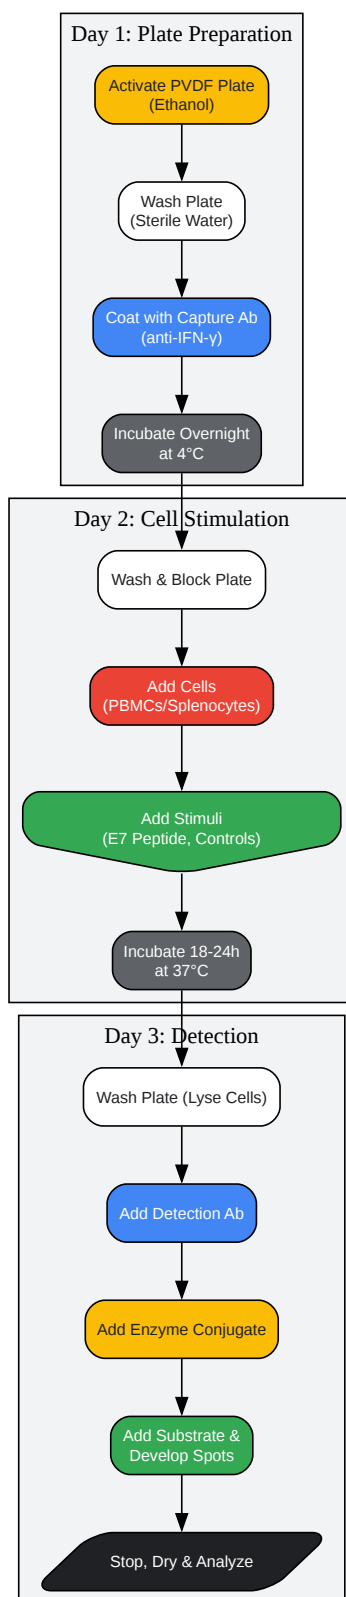 Day 1: Plate Preparation
Activate PVDF Plate
(Ethanol)
Wash Plate
(Sterile Water)
Coat with Capture Ab
(anti-IFN-γ)
Incubate Overnight
at 4°C
Day 2: Cell Stimulation
Wash & Block Plate
Add Cells
(PBMCs/Splenocytes)
Add Stimuli
(E7 Peptide, Controls)
Incubate 18-24h
at 37°C
Day 3: Detection
Wash Plate (Lyse Cells)
Add Detection Ab
Add Enzyme Conjugate
Add Substrate &
Develop Spots
Stop, Dry & Analyze